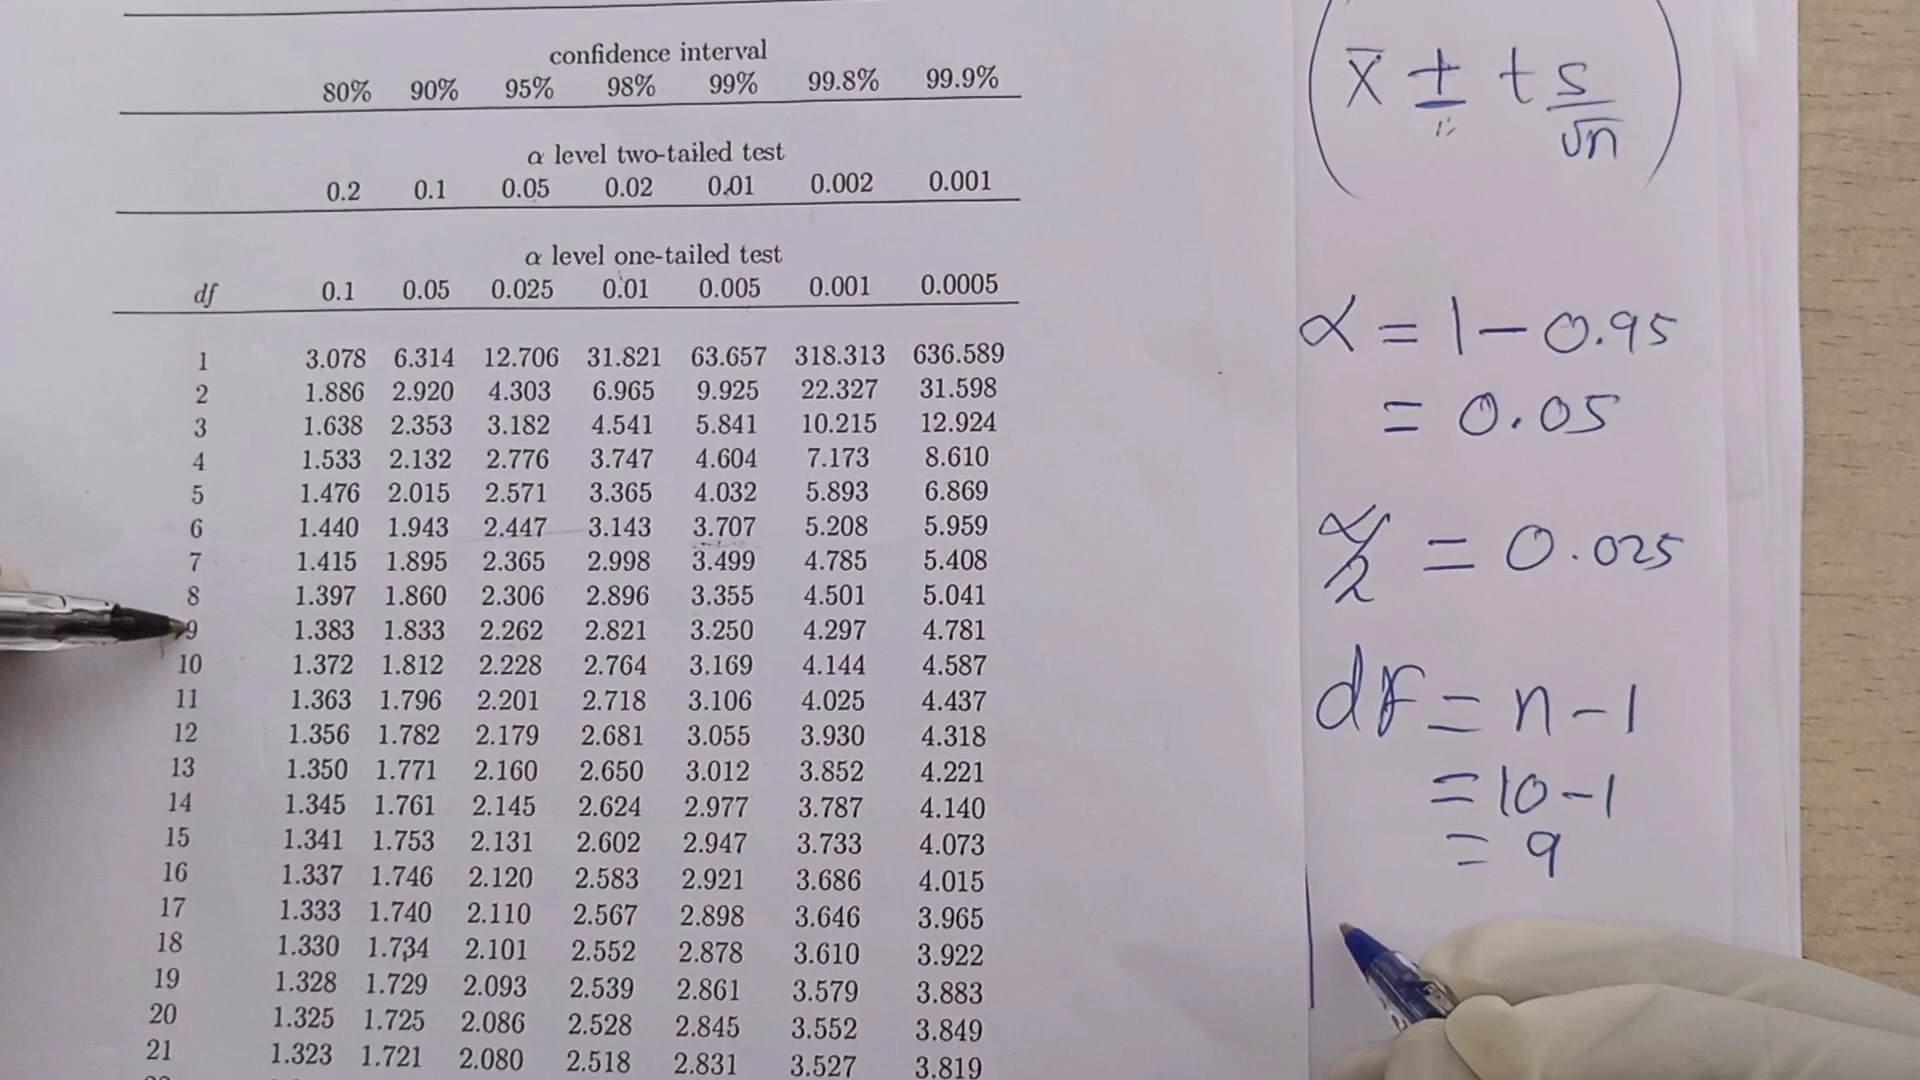 confidence interval
80% 90% 95% 98% 99% 99.8% 99.9%
α level two-tailed test
0.2 0.1 0.05 0.02 0.01 0.002 0.001
α level one-tailed test
df 0.1 0.05 0.025 0.01 0.005 0.001 0.0005
1 3.078 6.314 12.706 31.821 63.657 318.313 636.589
2 1.886 2.920 4.303 6.965 9.925 22.327 31.598
3 1.638 2.353 3.182 4.541 5.841 10.215 12.924
4 1.533 2.132 2.776 3.747 4.604 7.173 8.610
5 1.476 2.015 2.571 3.365 4.032 5.893 6.869
6 1.440 1.943 2.447 3.143 3.707 5.208 5.959
7 1.415 1.895 2.365 2.998 3.499 4.785 5.408
8 1.397 1.860 2.306 2.896 3.355 4.501 5.041
9 1.383 1.833 2.262 2.821 3.250 4.297 4.781
10 1.372 1.812 2.228 2.764 3.169 4.144 4.587
11 1.363 1.796 2.201 2.718 3.106 4.025 4.437
12 1.356 1.782 2.179 2.681 3.055 3.930 4.318
13 1.350 1.771 2.160 2.650 3.012 3.852 4.221
14 1.345 1.761 2.145 2.624 2.977 3.787 4.140
15 1.341 1.753 2.131 2.602 2.947 3.733 4.073
16 1.337 1.746 2.120 2.583 2.921 3.686 4.015
17 1.333 1.740 2.110 2.567 2.898 3.646 3.965
18 1.330 1.734 2.101 2.552 2.878 3.610 3.922
19 1.328 1.729 2.093 2.539 2.861 3.579 3.883
20 1.325 1.725 2.086 2.528 2.845 3.552 3.849
21 1.323 1.721 2.080 2.518 2.831 3.527 3.819
(x̄ ± t s/√n)
α = 1 - 0.95
= 0.05
α/2 = 0.025
df = n - 1
= 10 - 1
= 9